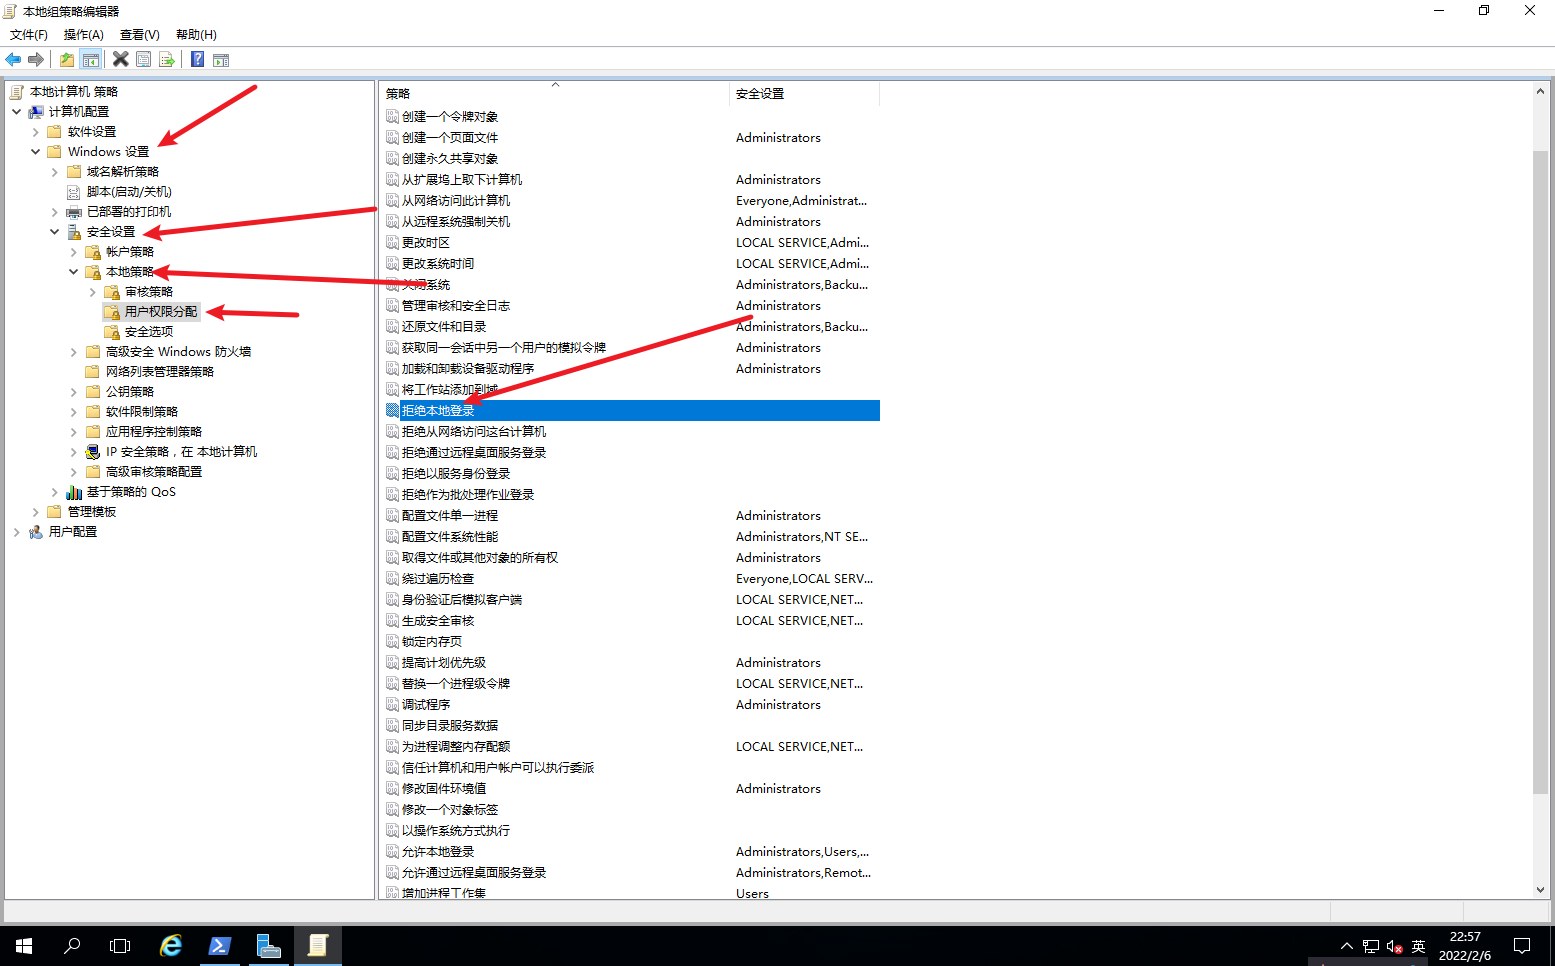 本地组策略编辑器
文件(F) 操作(A) 查看(V) 帮助(H)
本地计算机 策略
计算机配置
软件设置
Windows 设置
域名解析策略
脚本(启动/关机)
已部署的打印机
安全设置
帐户策略
本地策略
审核策略
用户权限分配
安全选项
高级安全 Windows 防火墙
网络列表管理器策略
公钥策略
软件限制策略
应用程序控制策略
IP 安全策略，在 本地计算机
高级审核策略配置
基于策略的 QoS
管理模板
用户配置
策略 安全设置
创建一个令牌对象
创建一个页面文件 Administrators
创建永久共享对象
从扩展坞上取下计算机 Administrators
从网络访问此计算机 Everyone,Administrat...
从远程系统强制关机 Administrators
更改时区 LOCAL SERVICE,Admi...
更改系统时间 LOCAL SERVICE,Admi...
关闭系统 Administrators,Backu...
管理审核和安全日志 Administrators
还原文件和目录 Administrators,Backu...
获取同一会话中另一个用户的模拟令牌 Administrators
加载和卸载设备驱动程序 Administrators
将工作站添加到域
拒绝本地登录
拒绝从网络访问这台计算机
拒绝通过远程桌面服务登录
拒绝以服务身份登录
拒绝作为批处理作业登录
配置文件单一进程 Administrators
配置文件系统性能 Administrators,NT SE...
取得文件或其他对象的所有权 Administrators
绕过遍历检查 Everyone,LOCAL SERV...
身份验证后模拟客户端 LOCAL SERVICE,NET...
生成安全审核 LOCAL SERVICE,NET...
锁定内存页
提高计划优先级 Administrators
替换一个进程级令牌 LOCAL SERVICE,NET...
调试程序 Administrators
同步目录服务数据
为进程调整内存配额 LOCAL SERVICE,NET...
信任计算机和用户帐户可以执行委派
修改固件环境值 Administrators
修改一个对象标签
以操作系统方式执行
允许本地登录 Administrators,Users,...
允许通过远程桌面服务登录 Administrators,Remot...
增加进程工作集 Users
英
22:57
2022/2/6